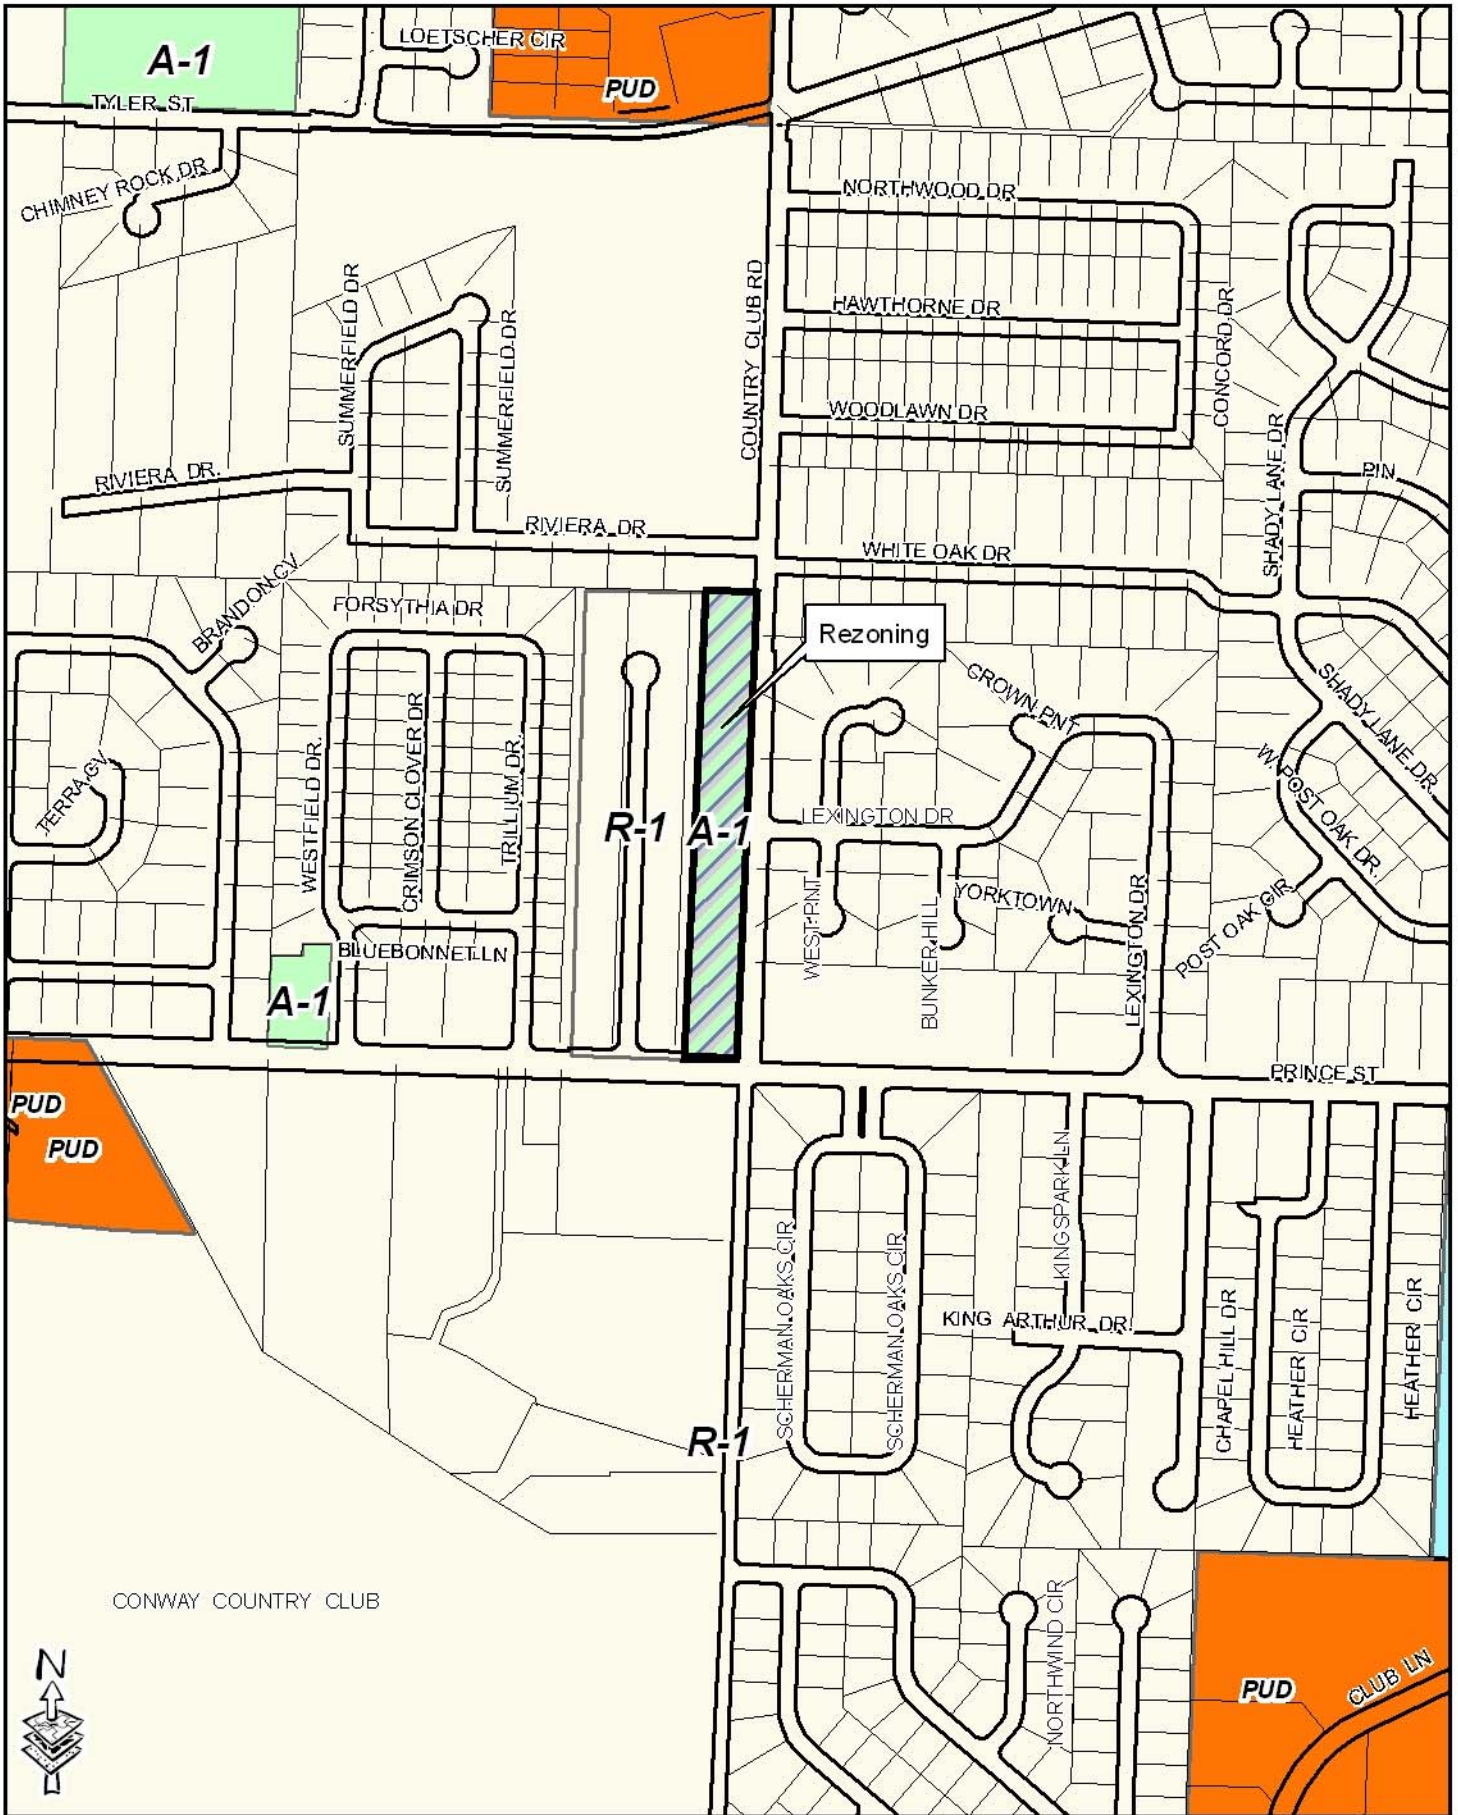 LOETSCHER CIR
A-1
PUD
TYLER ST
CHIMNEY ROCK DR
NORTHWOOD DR
SUMMERFIELD DR
COUNTRY CLUB RD
HAWTHORNE DR
CONCORD DR
SUMMERFIELD DR
WOODLAWN DR
SHADY LANE DR
PIN
RIVIERA DR.
RIVIERA DR
WHITE OAK DR
BRANDON CV
FORSYTHIA DR
Rezoning
CROWN PNT
SHADY LANE DR.
TERRA CV
WESTFIELD DR.
CRIMSON CLOVER DR
TRILLIUM DR.
W. POST OAK DR.
R-1
A-1
LEXINGTON DR
WEST PNT
BUNKER HILL
YORKTOWN
LEXINGTON DR
POST OAK CIR
BLUEBONNET LN
A-1
PRINCE ST
PUD
PUD
KINGSPARK LN
SCHERMAN OAKS CIR
SCHERMAN OAKS CIR
KING ARTHUR DR.
CHAPEL HILL DR
HEATHER CIR
HEATHER CIR
R-1
CONWAY COUNTRY CLUB
NORTHWIND CIR
N
PUD
CLUB LN